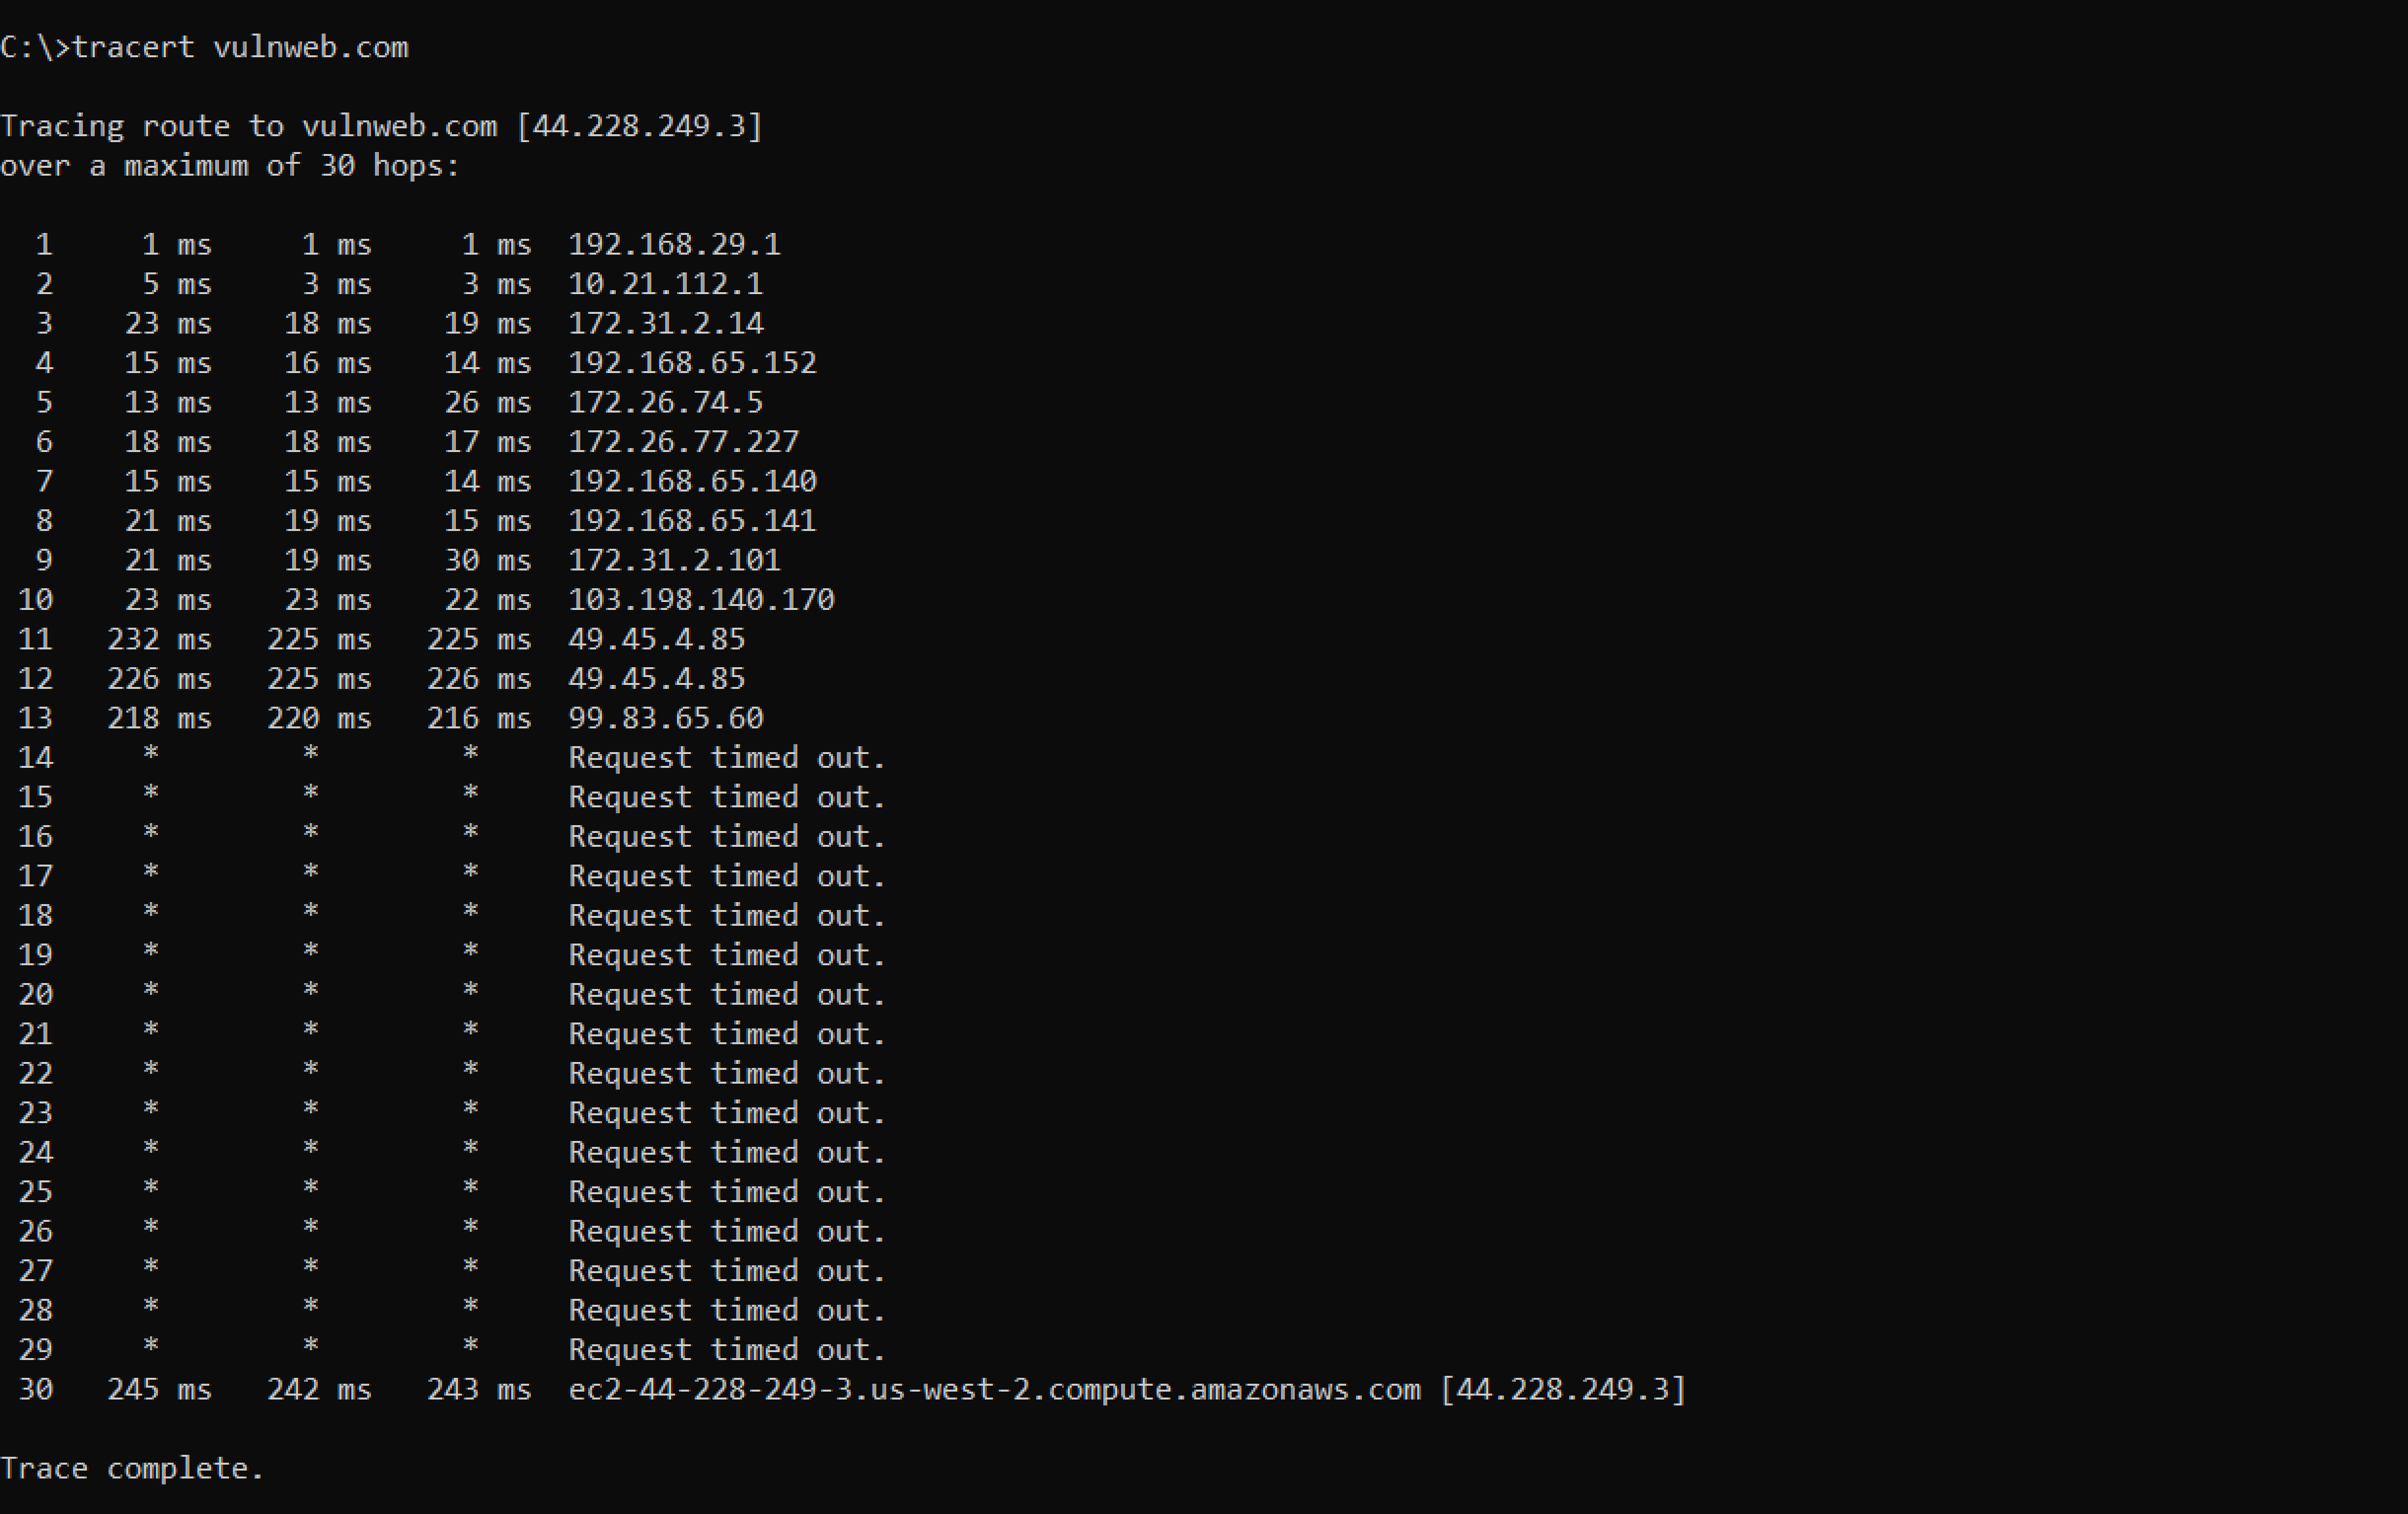 C:\>tracert vulnweb.com
Tracing route to vulnweb.com [44.228.249.3]
over a maximum of 30 hops:
1 1 ms 1 ms 1 ms 192.168.29.1
2 5 ms 3 ms 3 ms 10.21.112.1
3 23 ms 18 ms 19 ms 172.31.2.14
4 15 ms 16 ms 14 ms 192.168.65.152
5 13 ms 13 ms 26 ms 172.26.74.5
6 18 ms 18 ms 17 ms 172.26.77.227
7 15 ms 15 ms 14 ms 192.168.65.140
8 21 ms 19 ms 15 ms 192.168.65.141
9 21 ms 19 ms 30 ms 172.31.2.101
10 23 ms 23 ms 22 ms 103.198.140.170
11 232 ms 225 ms 225 ms 49.45.4.85
12 226 ms 225 ms 226 ms 49.45.4.85
13 218 ms 220 ms 216 ms 99.83.65.60
14 * * * Request timed out.
15 * * * Request timed out.
16 * * * Request timed out.
17 * * * Request timed out.
18 * * * Request timed out.
19 * * * Request timed out.
20 * * * Request timed out.
21 * * * Request timed out.
22 * * * Request timed out.
23 * * * Request timed out.
24 * * * Request timed out.
25 * * * Request timed out.
26 * * * Request timed out.
27 * * * Request timed out.
28 * * * Request timed out.
29 * * * Request timed out.
30 245 ms 242 ms 243 ms ec2-44-228-249-3.us-west-2.compute.amazonaws.com [44.228.249.3]
Trace complete.